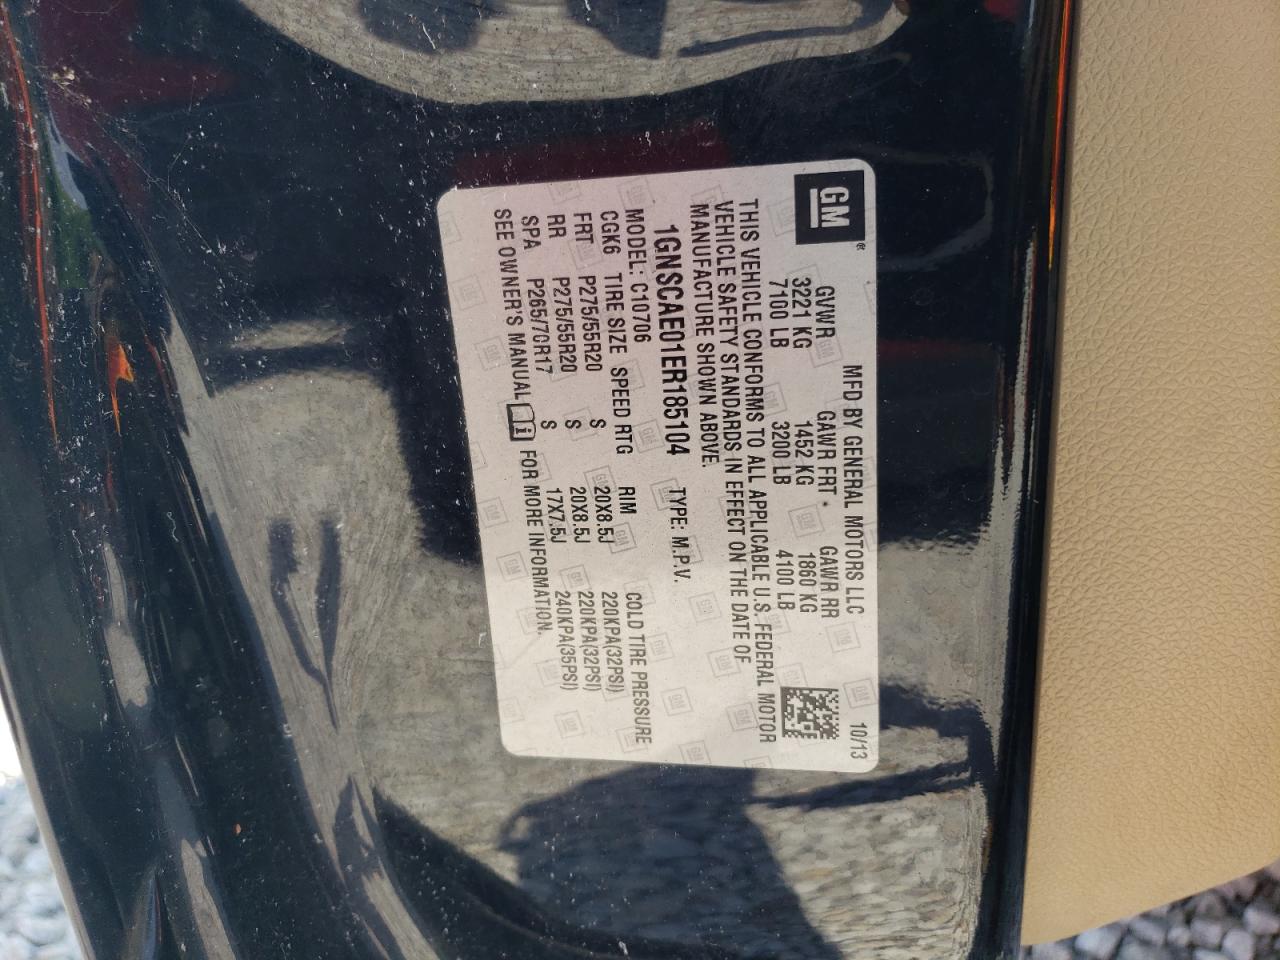 GM ®
MFD BY GENERAL MOTORS LLC 10/13
GVWR GAWR FRT GAWR RR
3221 KG 1452 KG 1860 KG
7100 LB 3200 LB 4100 LB
THIS VEHICLE CONFORMS TO ALL APPLICABLE U.S. FEDERAL MOTOR
VEHICLE SAFETY STANDARDS IN EFFECT ON THE DATE OF
MANUFACTURE SHOWN ABOVE.
1GNSCAE01ER185104 TYPE: M.P.V.
MODEL: C10706
CGK6 TIRE SIZE SPEED RTG RIM COLD TIRE PRESSURE
FRT P275/55R20 S 20X8.5J 220KPA(32PSI)
RR P275/55R20 S 20X8.5J 220KPA(32PSI)
SPA P265/70R17 S 17X7.5J 240KPA(35PSI)
SEE OWNER'S MANUAL i FOR MORE INFORMATION.